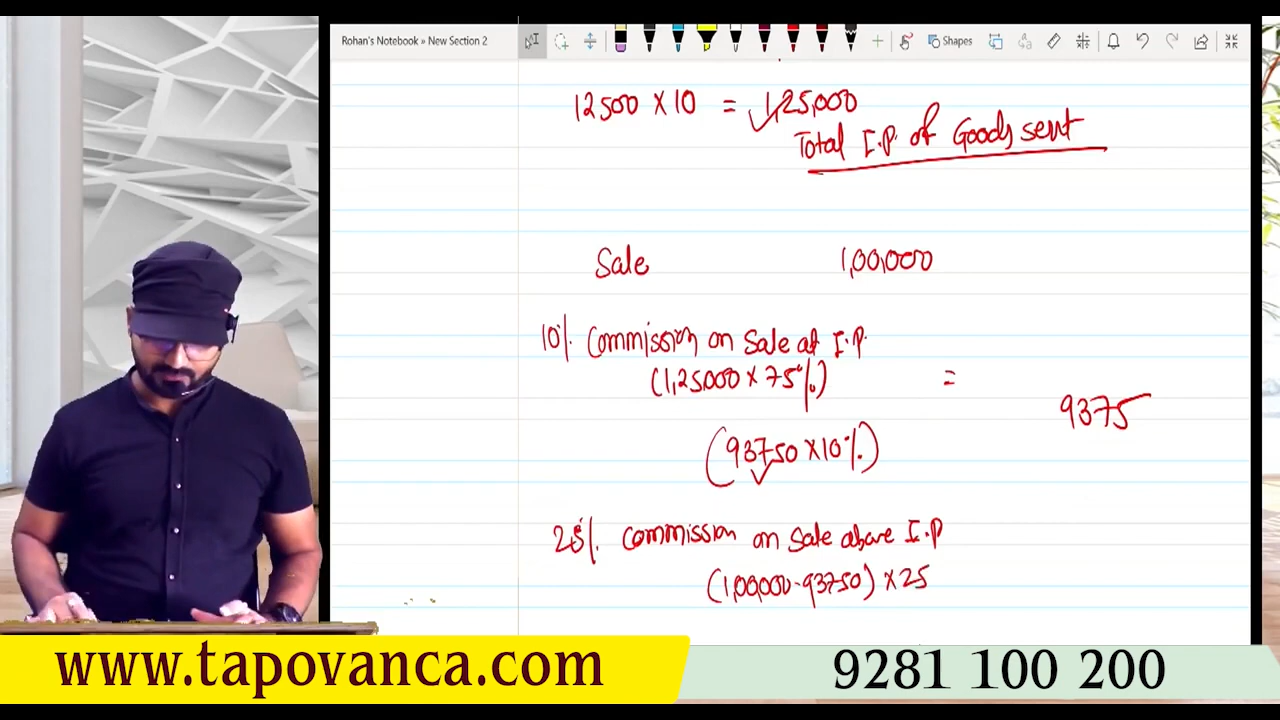 Rohan's Notebook » New Section 2
Shapes
12500 X 10 = 1,25,000
Total I.P. of Goods sent
Sale 1,00,000
10% Commission on Sale at I.P.
(1,25,000 x 75%) =
9375
(93750 X10%)
25% Commission on Sale above I.P
(1,00,000-93750) X 25
www.tapovanca.com
9281 100 200